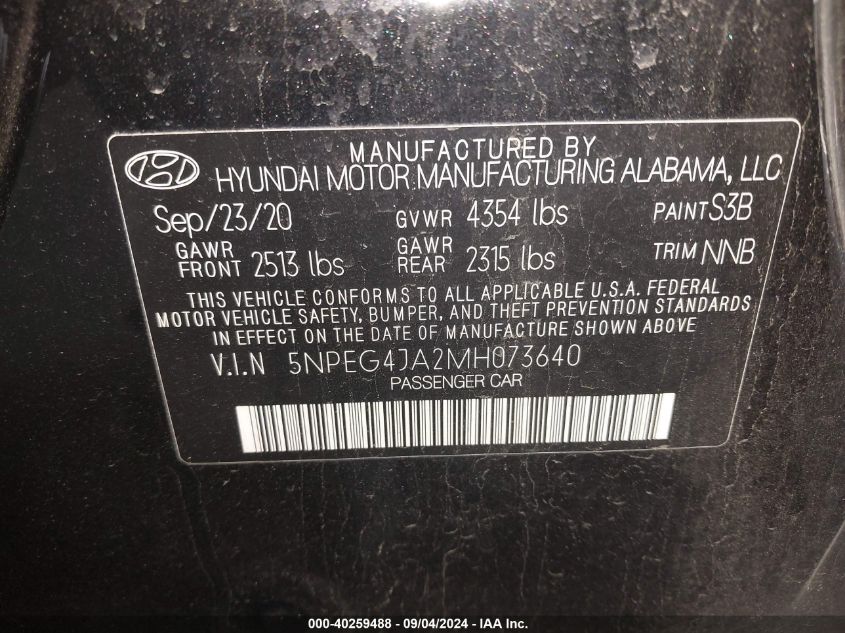 MANUFACTURED BY
HYUNDAI MOTOR MANUFACTURING ALABAMA, LLC
Sep/23/20 GVWR 4354 lbs PAINT S3B
GAWR FRONT 2513 lbs GAWR REAR 2315 lbs TRIM NNB
THIS VEHICLE CONFORMS TO ALL APPLICABLE U.S.A. FEDERAL
MOTOR VEHICLE SAFETY, BUMPER, AND THEFT PREVENTION STANDARDS
IN EFFECT ON THE DATE OF MANUFACTURE SHOWN ABOVE
V.I.N 5NPEG4JA2MH073640
PASSENGER CAR
000-40259488 - 09/04/2024 - IAA Inc.